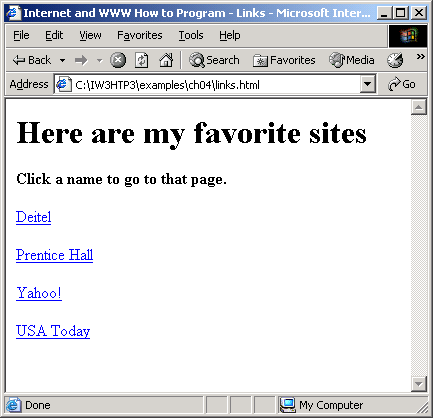 Internet and WWW How to Program - Links - Microsoft Inter...
File Edit View Favorites Tools Help
Back Search Favorites Media
Address C:\IW3HTP3\examples\ch04\links.html Go
Here are my favorite sites
Click a name to go to that page.
Deitel
Prentice Hall
Yahoo!
USA Today
Done My Computer